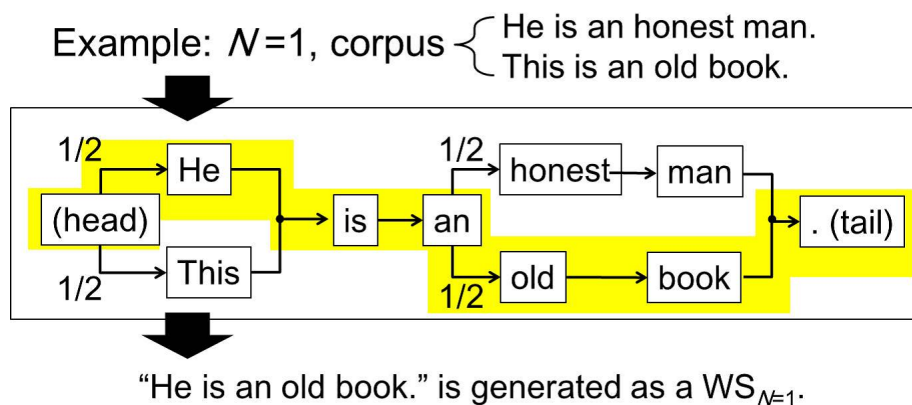 Example: N=1, corpus
He is an honest man.
This is an old book.
1/2 He 1/2 honest man
(head) is an . (tail)
1/2 This 1/2 old book
“He is an old book.” is generated as a WSN=1.